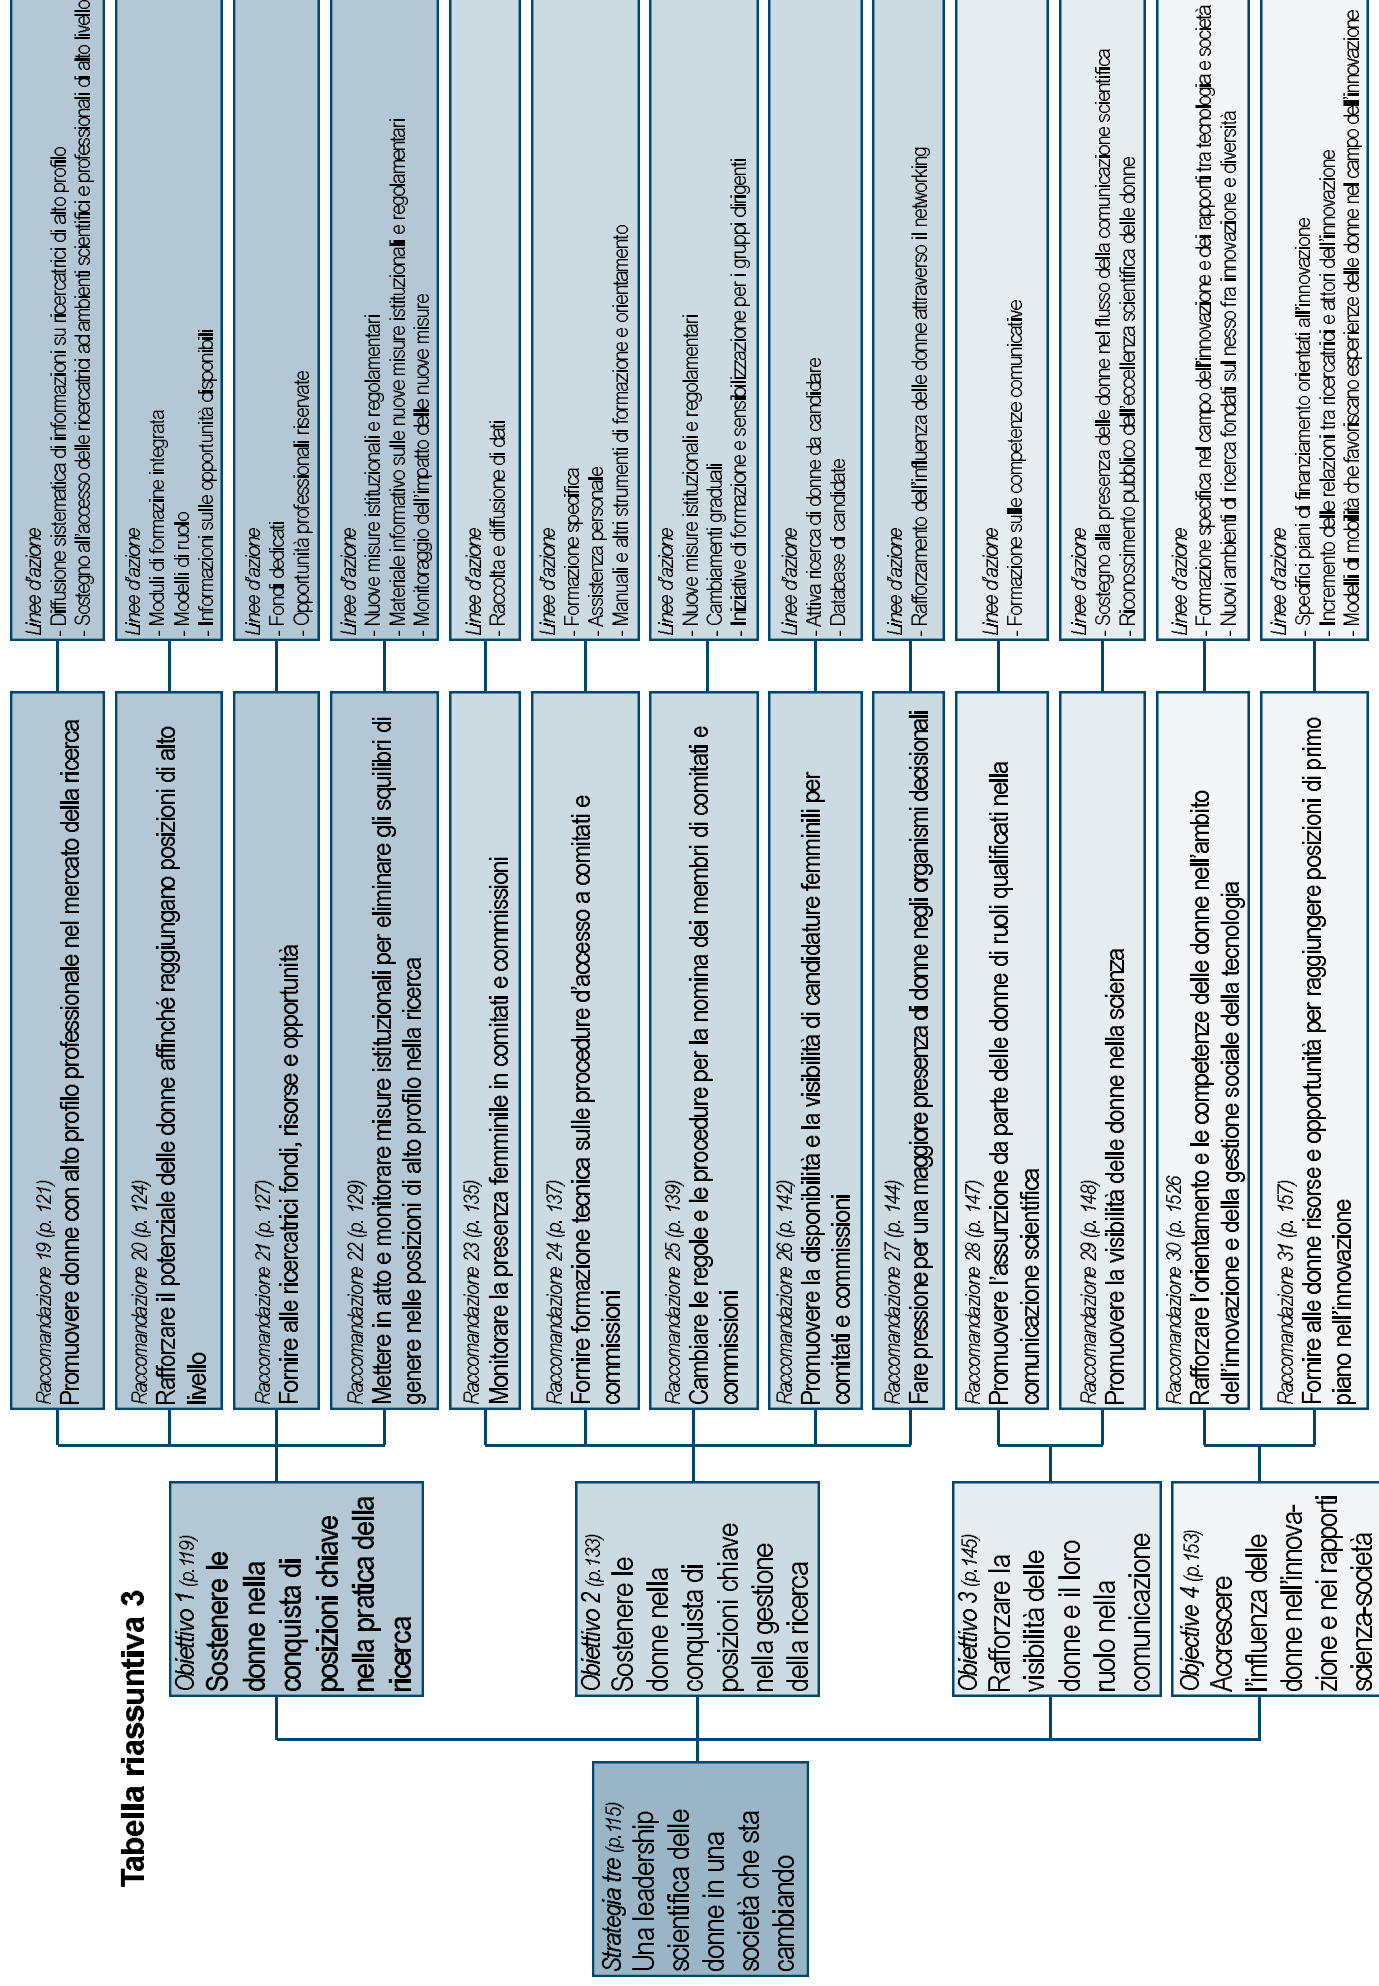 Tabella riassuntiva 3
Strategia tre (p.115)
Una leadership
scientifica delle
donne in una
società che sta
cambiando
Obiettivo 1 (p.119)
Sostenere le
donne nella
conquista di
posizioni chiave
nella pratica della
ricerca
Raccomandazione 19 (p. 121)
Promuovere donne con alto profilo professionale nel mercato della ricerca
Linee d'azione
- Diffusione sistematica di informazioni su ricercatrici di alto profilo
- Sostegno all'accesso delle ricercatrici ad ambienti scientifici e professionali di alto livello
Raccomandazione 20 (p. 124)
Rafforzare il potenziale delle donne affinché raggiungano posizioni di alto
livello
Linee d'azione
- Moduli di formazine integrata
- Modelli di ruolo
- Informazioni sulle opportunità disponibili
Raccomandazione 21 (p. 127)
Fornire alle ricercatrici fondi, risorse e opportunità
Linee d'azione
- Fondi dedicati
- Opportunità professionali riservate
Raccomandazione 22 (p. 129)
Mettere in atto e monitorare misure istituzionali per eliminare gli squilibri di
genere nelle posizioni di alto profilo nella ricerca
Linee d'azione
- Nuove misure istituzionali e regolamentari
- Materiale informativo sulle nuove misure istituzionali e regolamentari
- Monitoraggio dell'impatto delle nuove misure
Obiettivo 2 (p.133)
Sostenere le
donne nella
conquista di
posizioni chiave
nella gestione
della ricerca
Raccomandazione 23 (p. 135)
Monitorare la presenza femminile in comitati e commissioni
Linee d'azione
- Raccolta e diffusione di dati
Raccomandazione 24 (p. 137)
Fornire formazione tecnica sulle procedure d'accesso a comitati e
commissioni
Linee d'azione
- Formazione specifica
- Assistenza personale
- Manuali e altri strumenti di formazione e orientamento
Raccomandazione 25 (p. 139)
Cambiare le regole e le procedure per la nomina dei membri di comitati e
commissioni
Linee d'azione
- Nuove misure istituzionali e regolamentari
- Cambiamenti graduali
- Iniziative di formazione e sensibilizzazione per i gruppi dirigenti
Raccomandazione 26 (p. 142)
Promuovere la disponibilità e la visibilità di candidature femminili per
comitati e commissioni
Linee d'azione
- Attiva ricerca di donne da candidare
- Database di candidate
Raccomandazione 27 (p. 144)
Fare pressione per una maggiore presenza di donne negli organismi decisionali
Linee d'azione
- Rafforzamento dell'influenza delle donne attraverso il networking
Obiettivo 3 (p.145)
Rafforzare la
visibilità delle
donne e il loro
ruolo nella
comunicazione
Raccomandazione 28 (p. 147)
Promuovere l'assunzione da parte delle donne di ruoli qualificati nella
comunicazione scientifica
Linee d'azione
- Formazione sulle competenze comunicative
Raccomandazione 29 (p. 148)
Promuovere la visibilità delle donne nella scienza
Linee d'azione
- Sostegno alla presenza delle donne nel flusso della comunicazione scientifica
- Riconoscimento pubblico dell'eccellenza scientifica delle donne
Objective 4 (p.153)
Accrescere
l'influenza delle
donne nell'innova-
zione e nei rapporti
scienza-società
Raccomandazione 30 (p. 1526
Rafforzare l'orientamento e le competenze delle donne nell'ambito
dell'innovazione e della gestione sociale della tecnologia
Linee d'azione
- Formazione specifica nel campo dell'innovazione e dei rapporti tra tecnologia e società
- Nuovi ambienti di ricerca fondati sul nesso fra innovazione e diversità
Raccomandazione 31 (p. 157)
Fornire alle donne risorse e opportunità per raggiungere posizioni di primo
piano nell'innovazione
Linee d'azione
- Specifici piani di finanziamento orientati all'innovazione
- Incremento delle relazioni tra ricercatrici e attori dell'innovazione
- Modelli di mobilità che favoriscano esperienze delle donne nel campo dell'innovazione